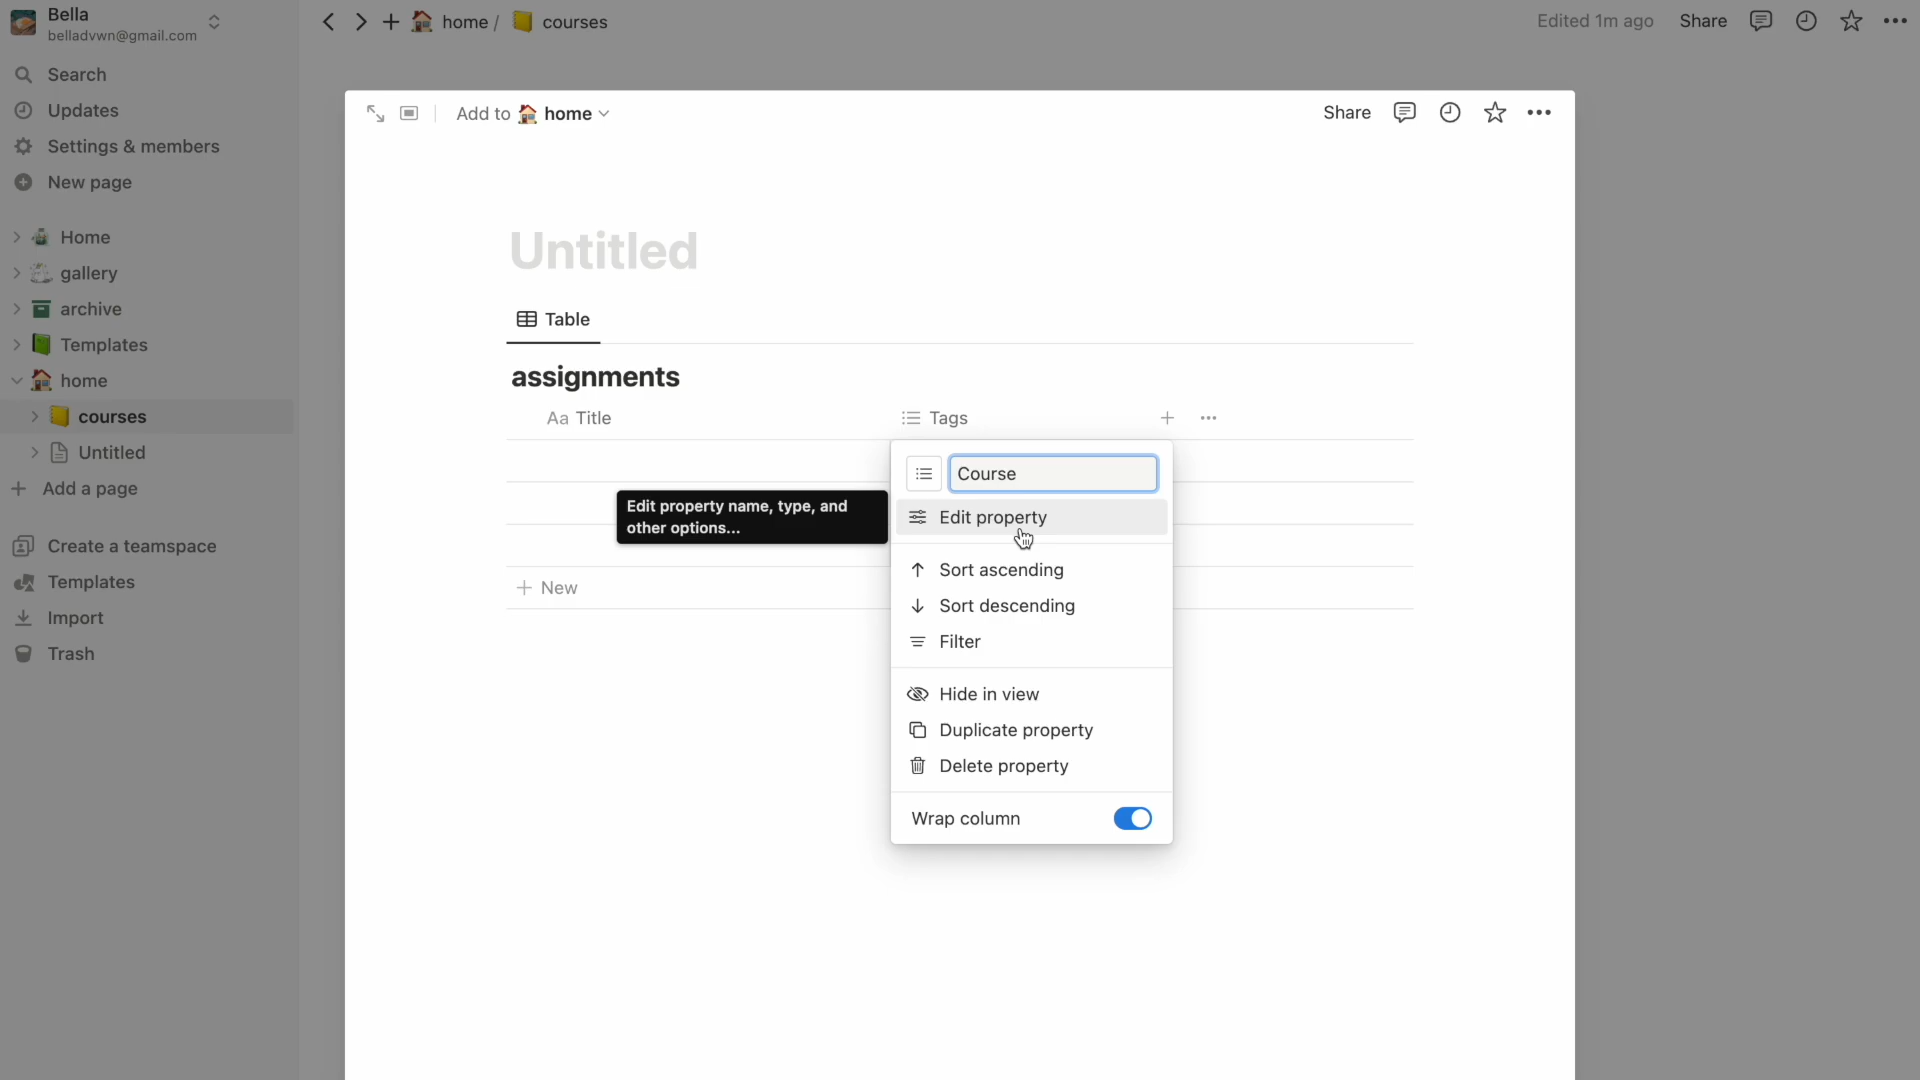 Bella
belladvwn@gmail.com
Search
Updates
Settings & members
New page
Home
gallery
archive
Templates
home
courses
Untitled
Add a page
Create a teamspace
Templates
Import
Trash
home / courses
Edited 1m ago Share
Add to home
Share
Untitled
Table
assignments
Aa Title
Tags
Course
Edit property
Edit property name, type, and
other options...
Sort ascending
New
Sort descending
Filter
Hide in view
Duplicate property
Delete property
Wrap column